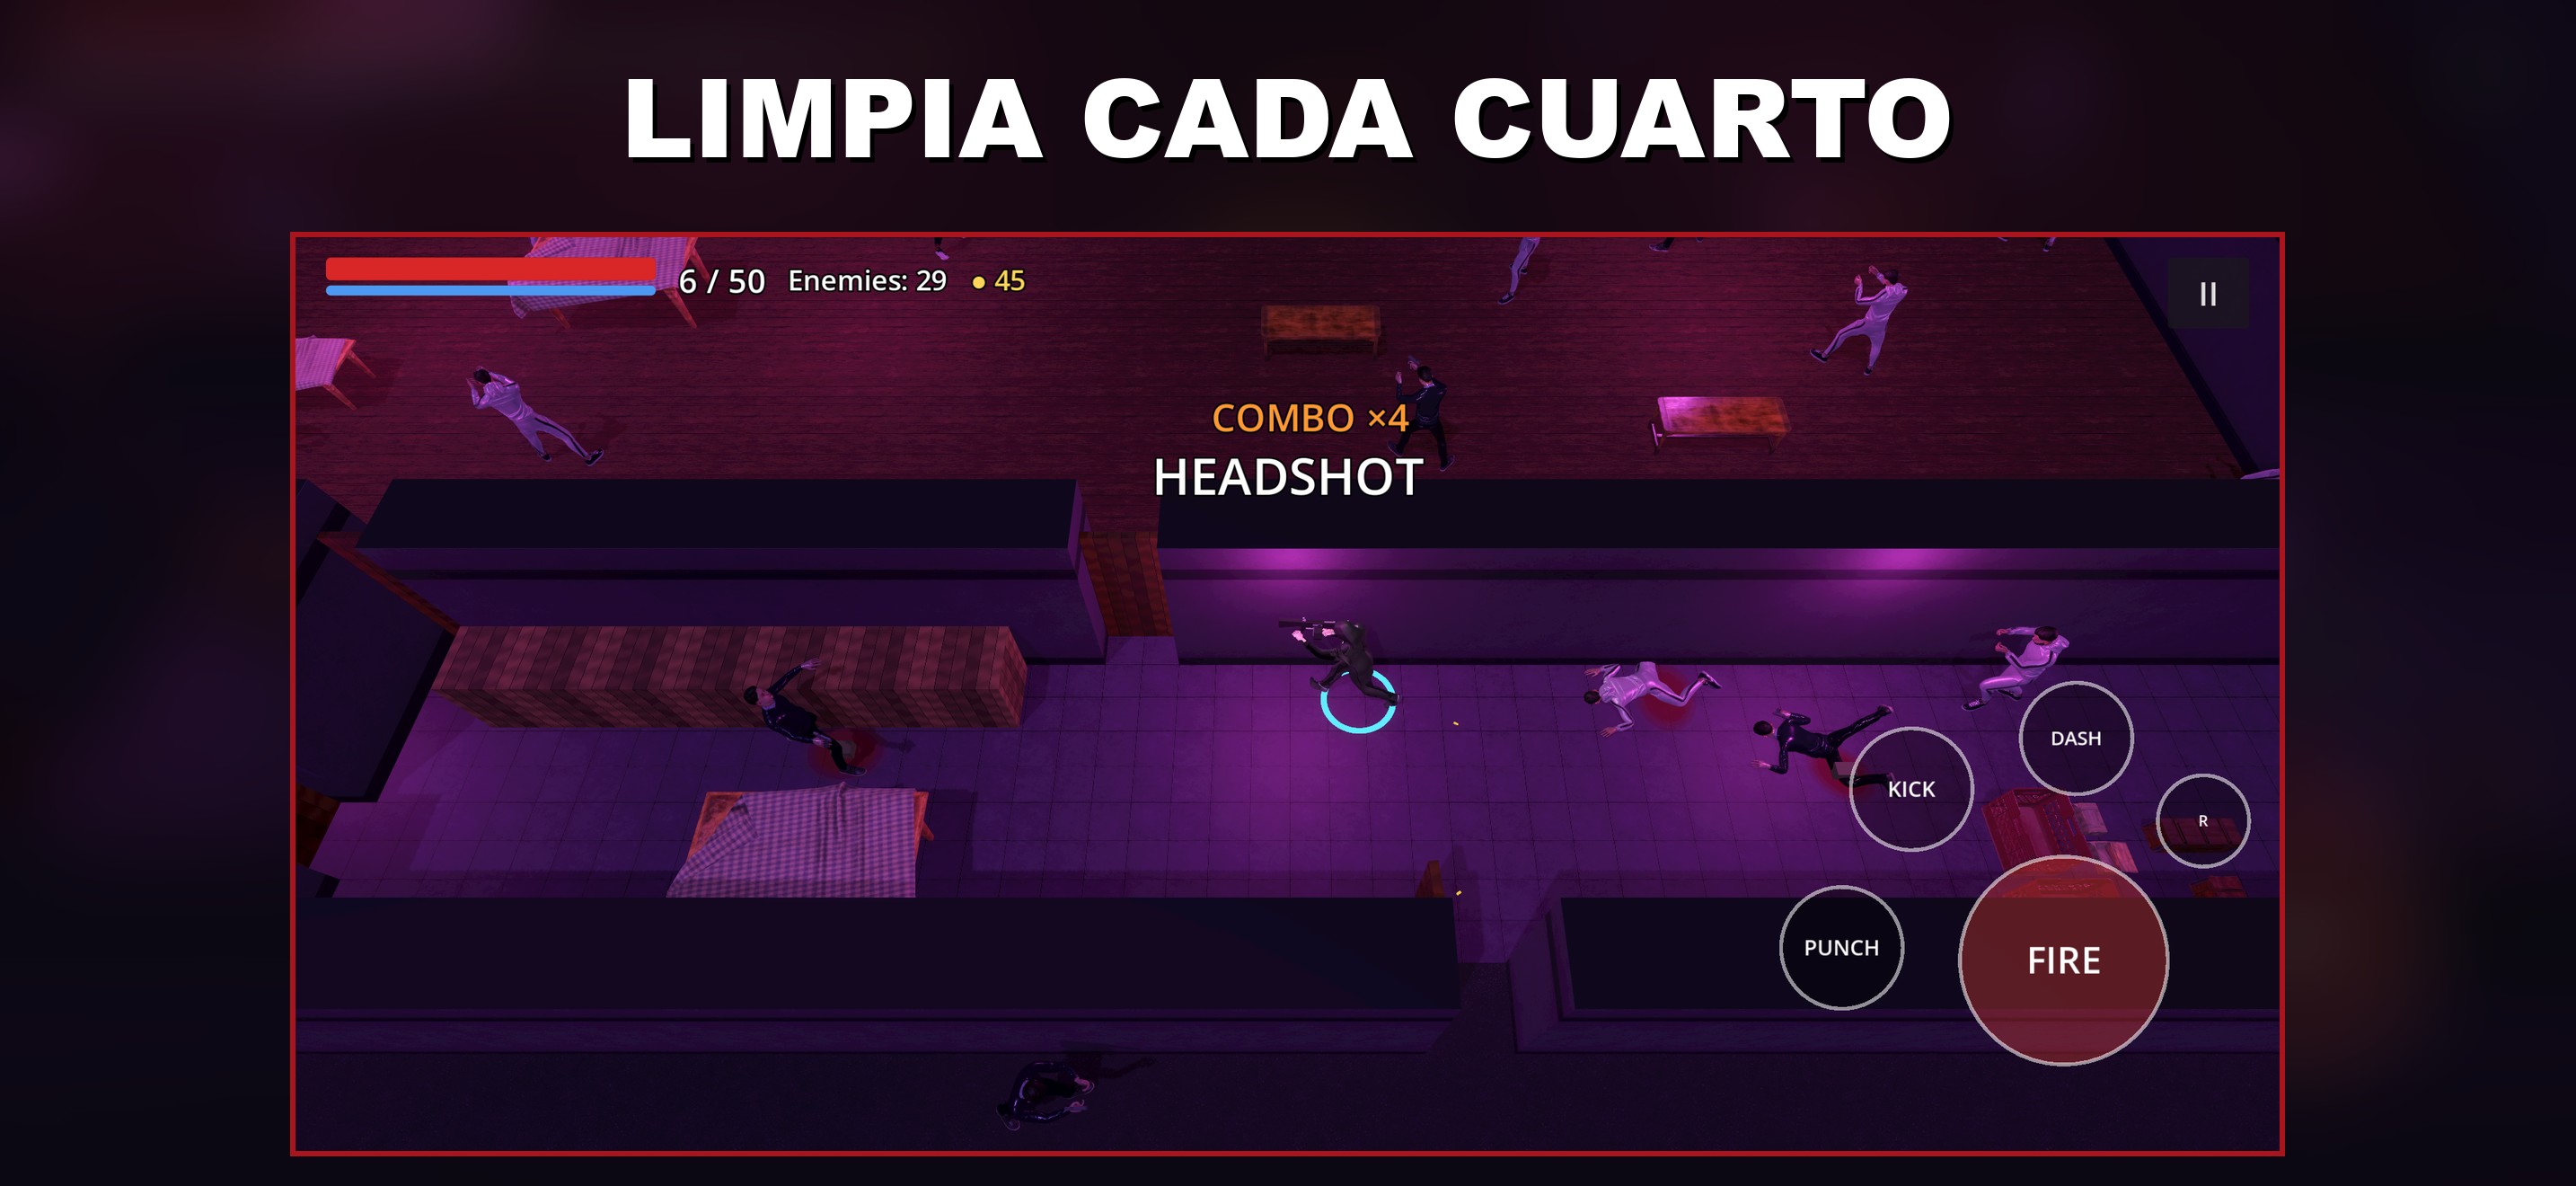 LIMPIA CADA CUARTO
6 / 50 Enemies: 29 45
COMBO ×4
HEADSHOT
DASH
KICK
R
PUNCH
FIRE